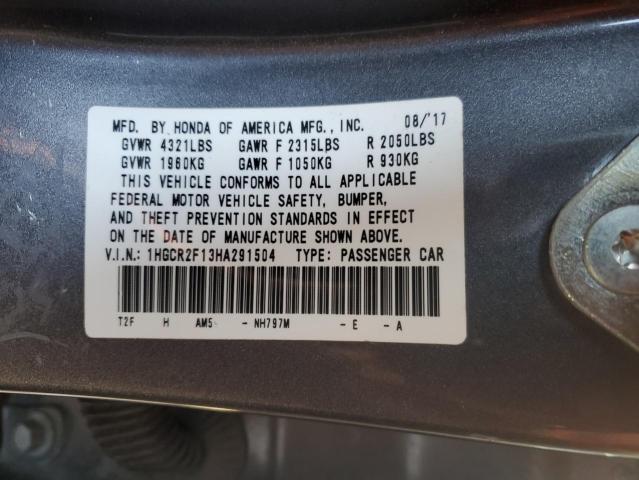 MFD. BY HONDA OF AMERICA MFG., INC. 08/'17
GVWR 4321LBS GAWR F 2315LBS R 2050LBS
GVWR 1960KG GAWR F 1050KG R 930KG
THIS VEHICLE CONFORMS TO ALL APPLICABLE
FEDERAL MOTOR VEHICLE SAFETY, BUMPER,
AND THEFT PREVENTION STANDARDS IN EFFECT
ON THE DATE OF MANUFACTURE SHOWN ABOVE.
V.I.N.: 1HGCR2F13HA291504 TYPE: PASSENGER CAR
T2F H AM5 - NH797M - E - A